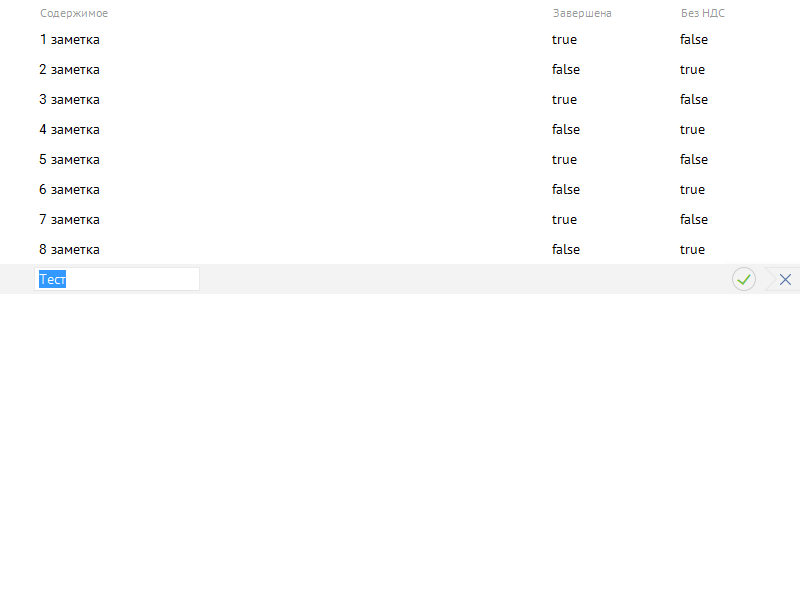 Содержимое Завершена Без НДС
1 заметка true false
2 заметка false true
3 заметка true false
4 заметка false true
5 заметка true false
6 заметка false true
7 заметка true false
8 заметка false true
Тест